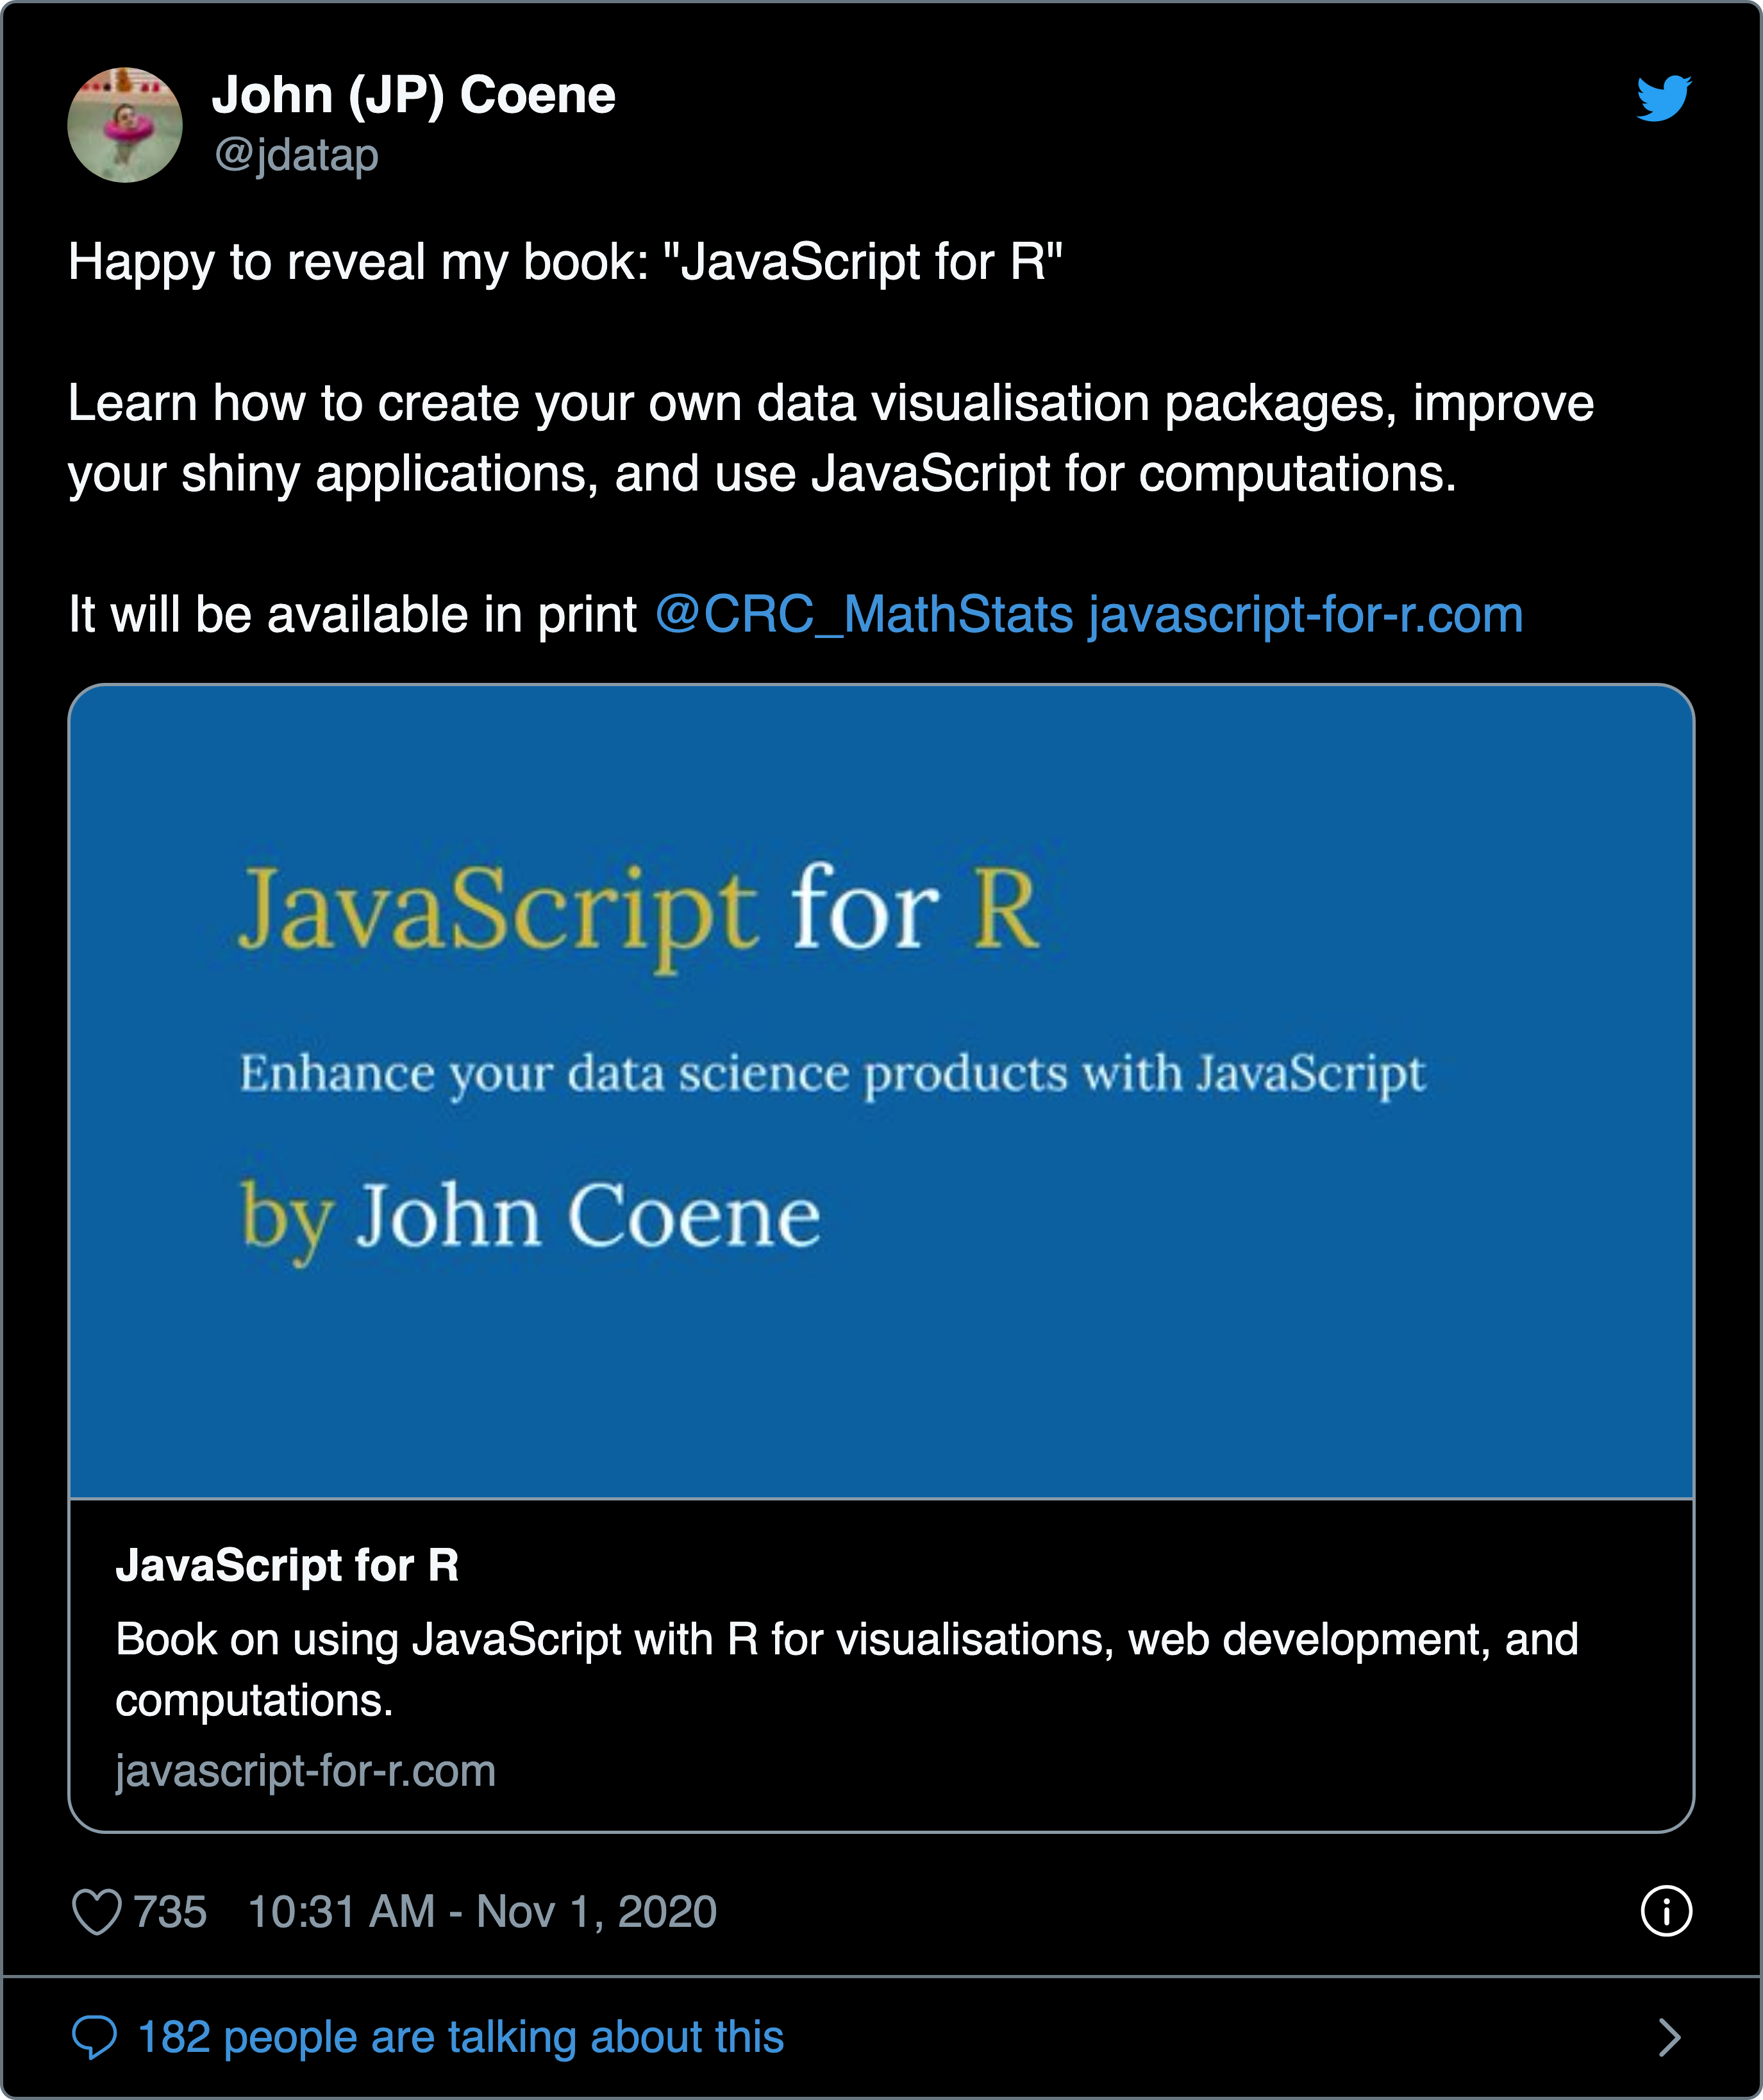 John (JP) Coene
@jdatap
Happy to reveal my book: "JavaScript for R"
Learn how to create your own data visualisation packages, improve
your shiny applications, and use JavaScript for computations.
It will be available in print @CRC_MathStats javascript-for-r.com
JavaScript for R
Enhance your data science products with JavaScript
by John Coene
JavaScript for R
Book on using JavaScript with R for visualisations, web development, and
computations.
javascript-for-r.com
735 10:31 AM - Nov 1, 2020
182 people are talking about this